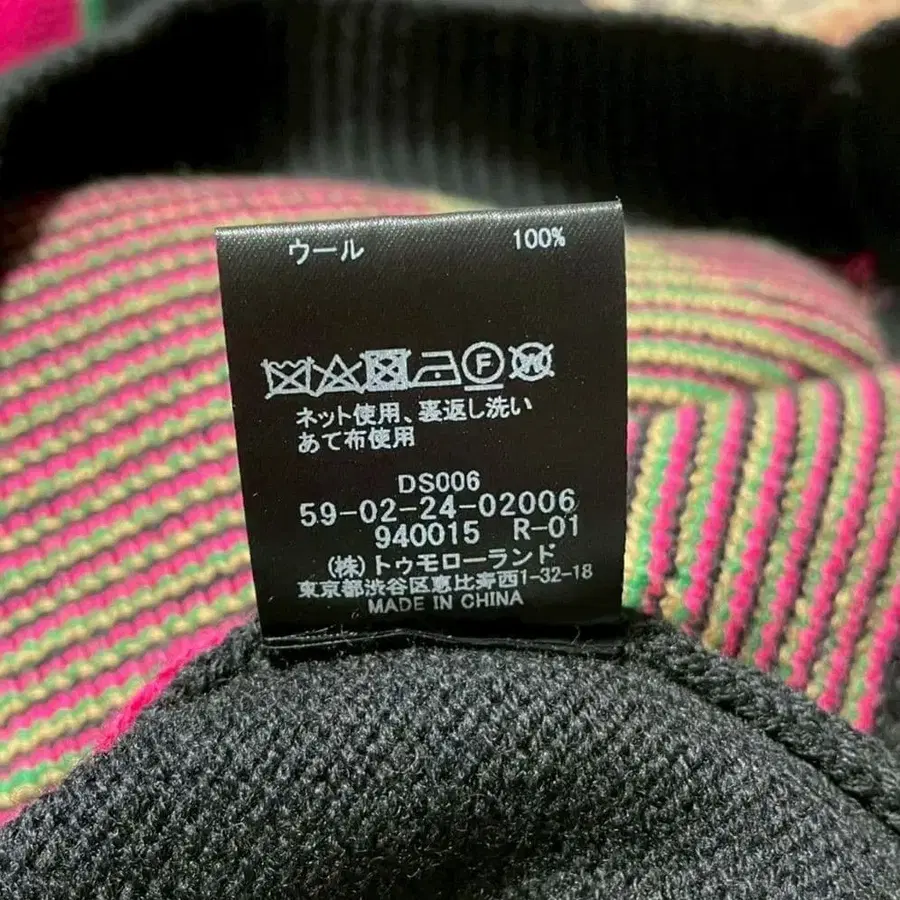 ウール 100%
F W
ネット使用、裏返し洗い
あて布使用
DS006
59-02-24-02006
940015 R-01
(株)トゥモローランド
東京都渋谷区恵比寿西1-32-18
MADE IN CHINA